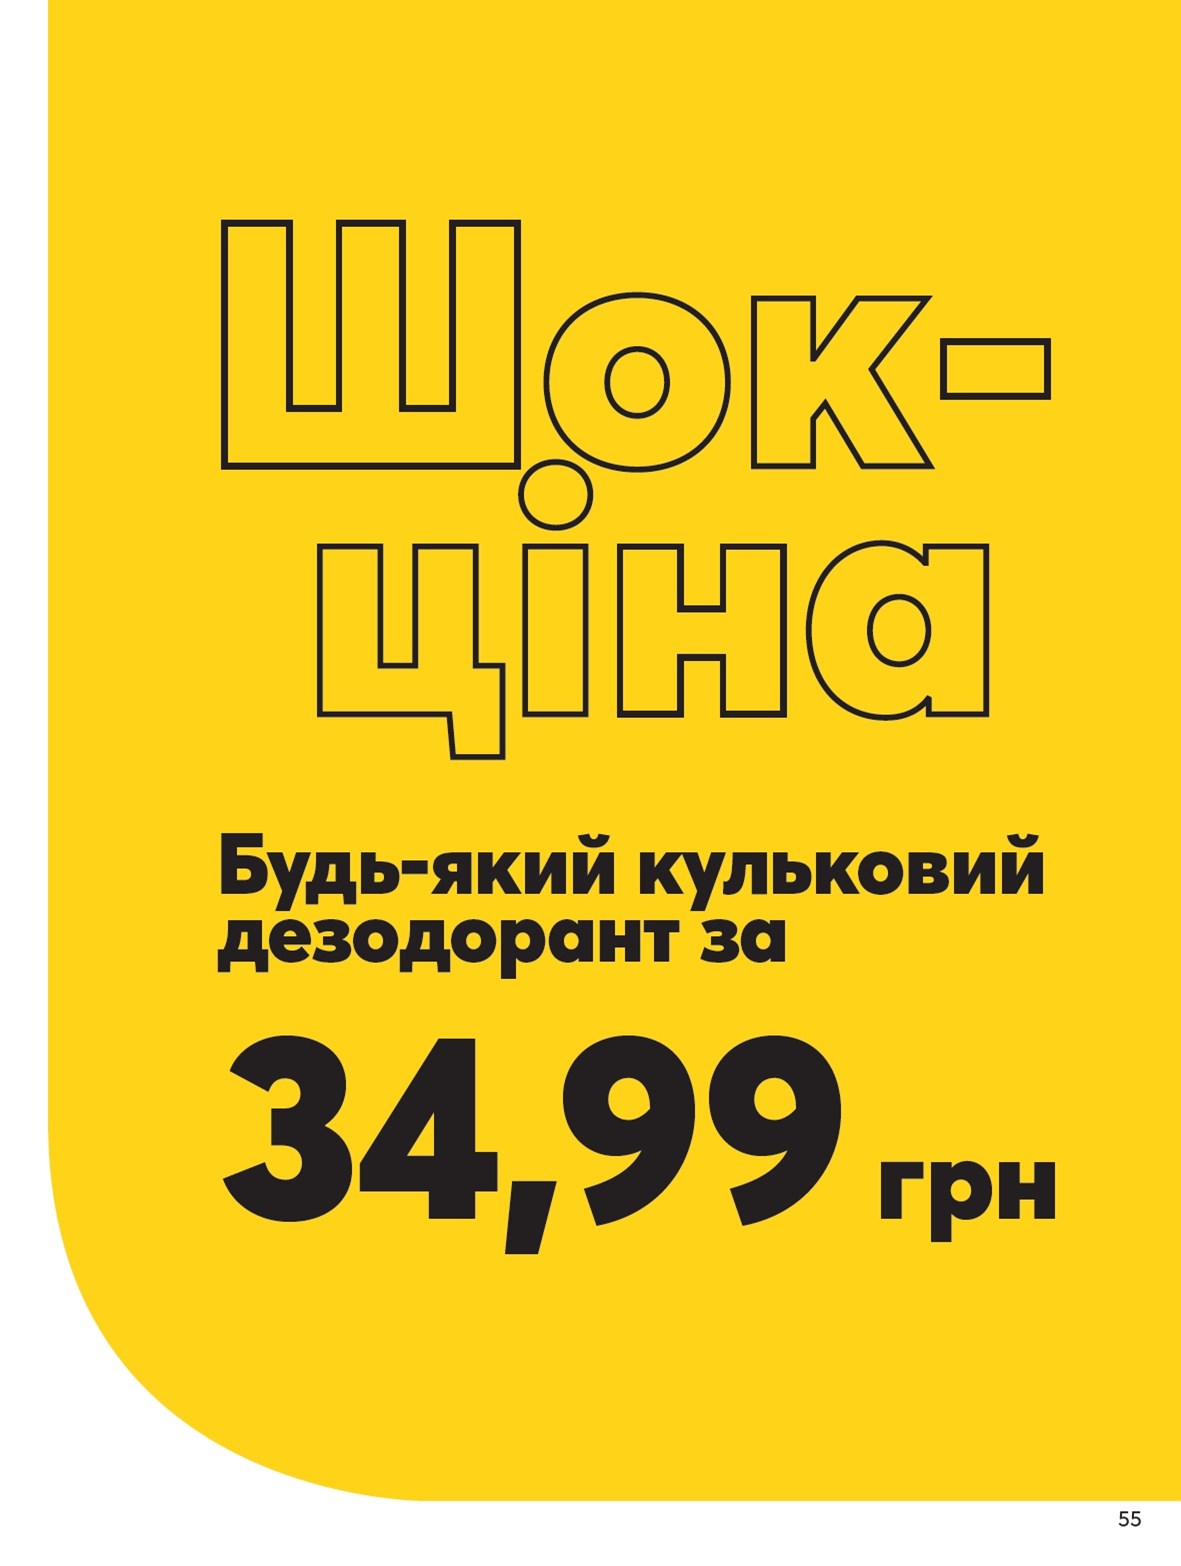 Шок-
ціна
Будь-який кульковий
дезодорант за
34,99 грн
55